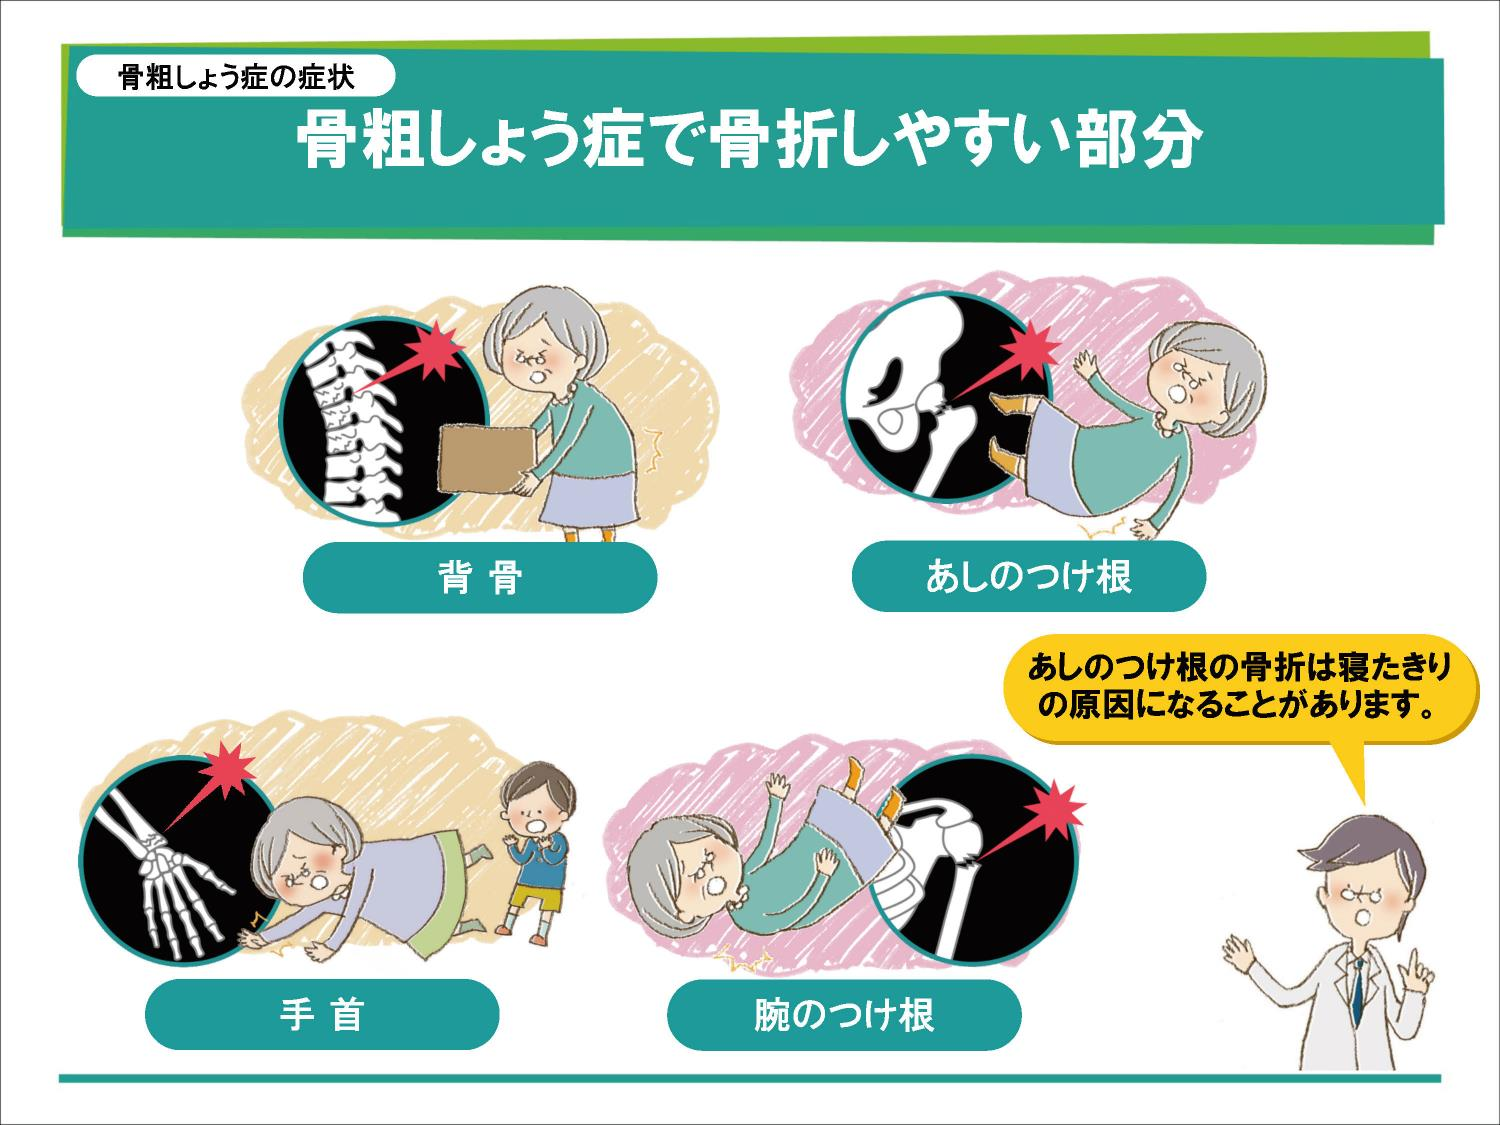 骨粗しょう症の症状
骨粗しょう症で骨折しやすい部分
背骨
あしのつけ根
あしのつけ根の骨折は寝たきり
の原因になることがあります。
手首
腕のつけ根